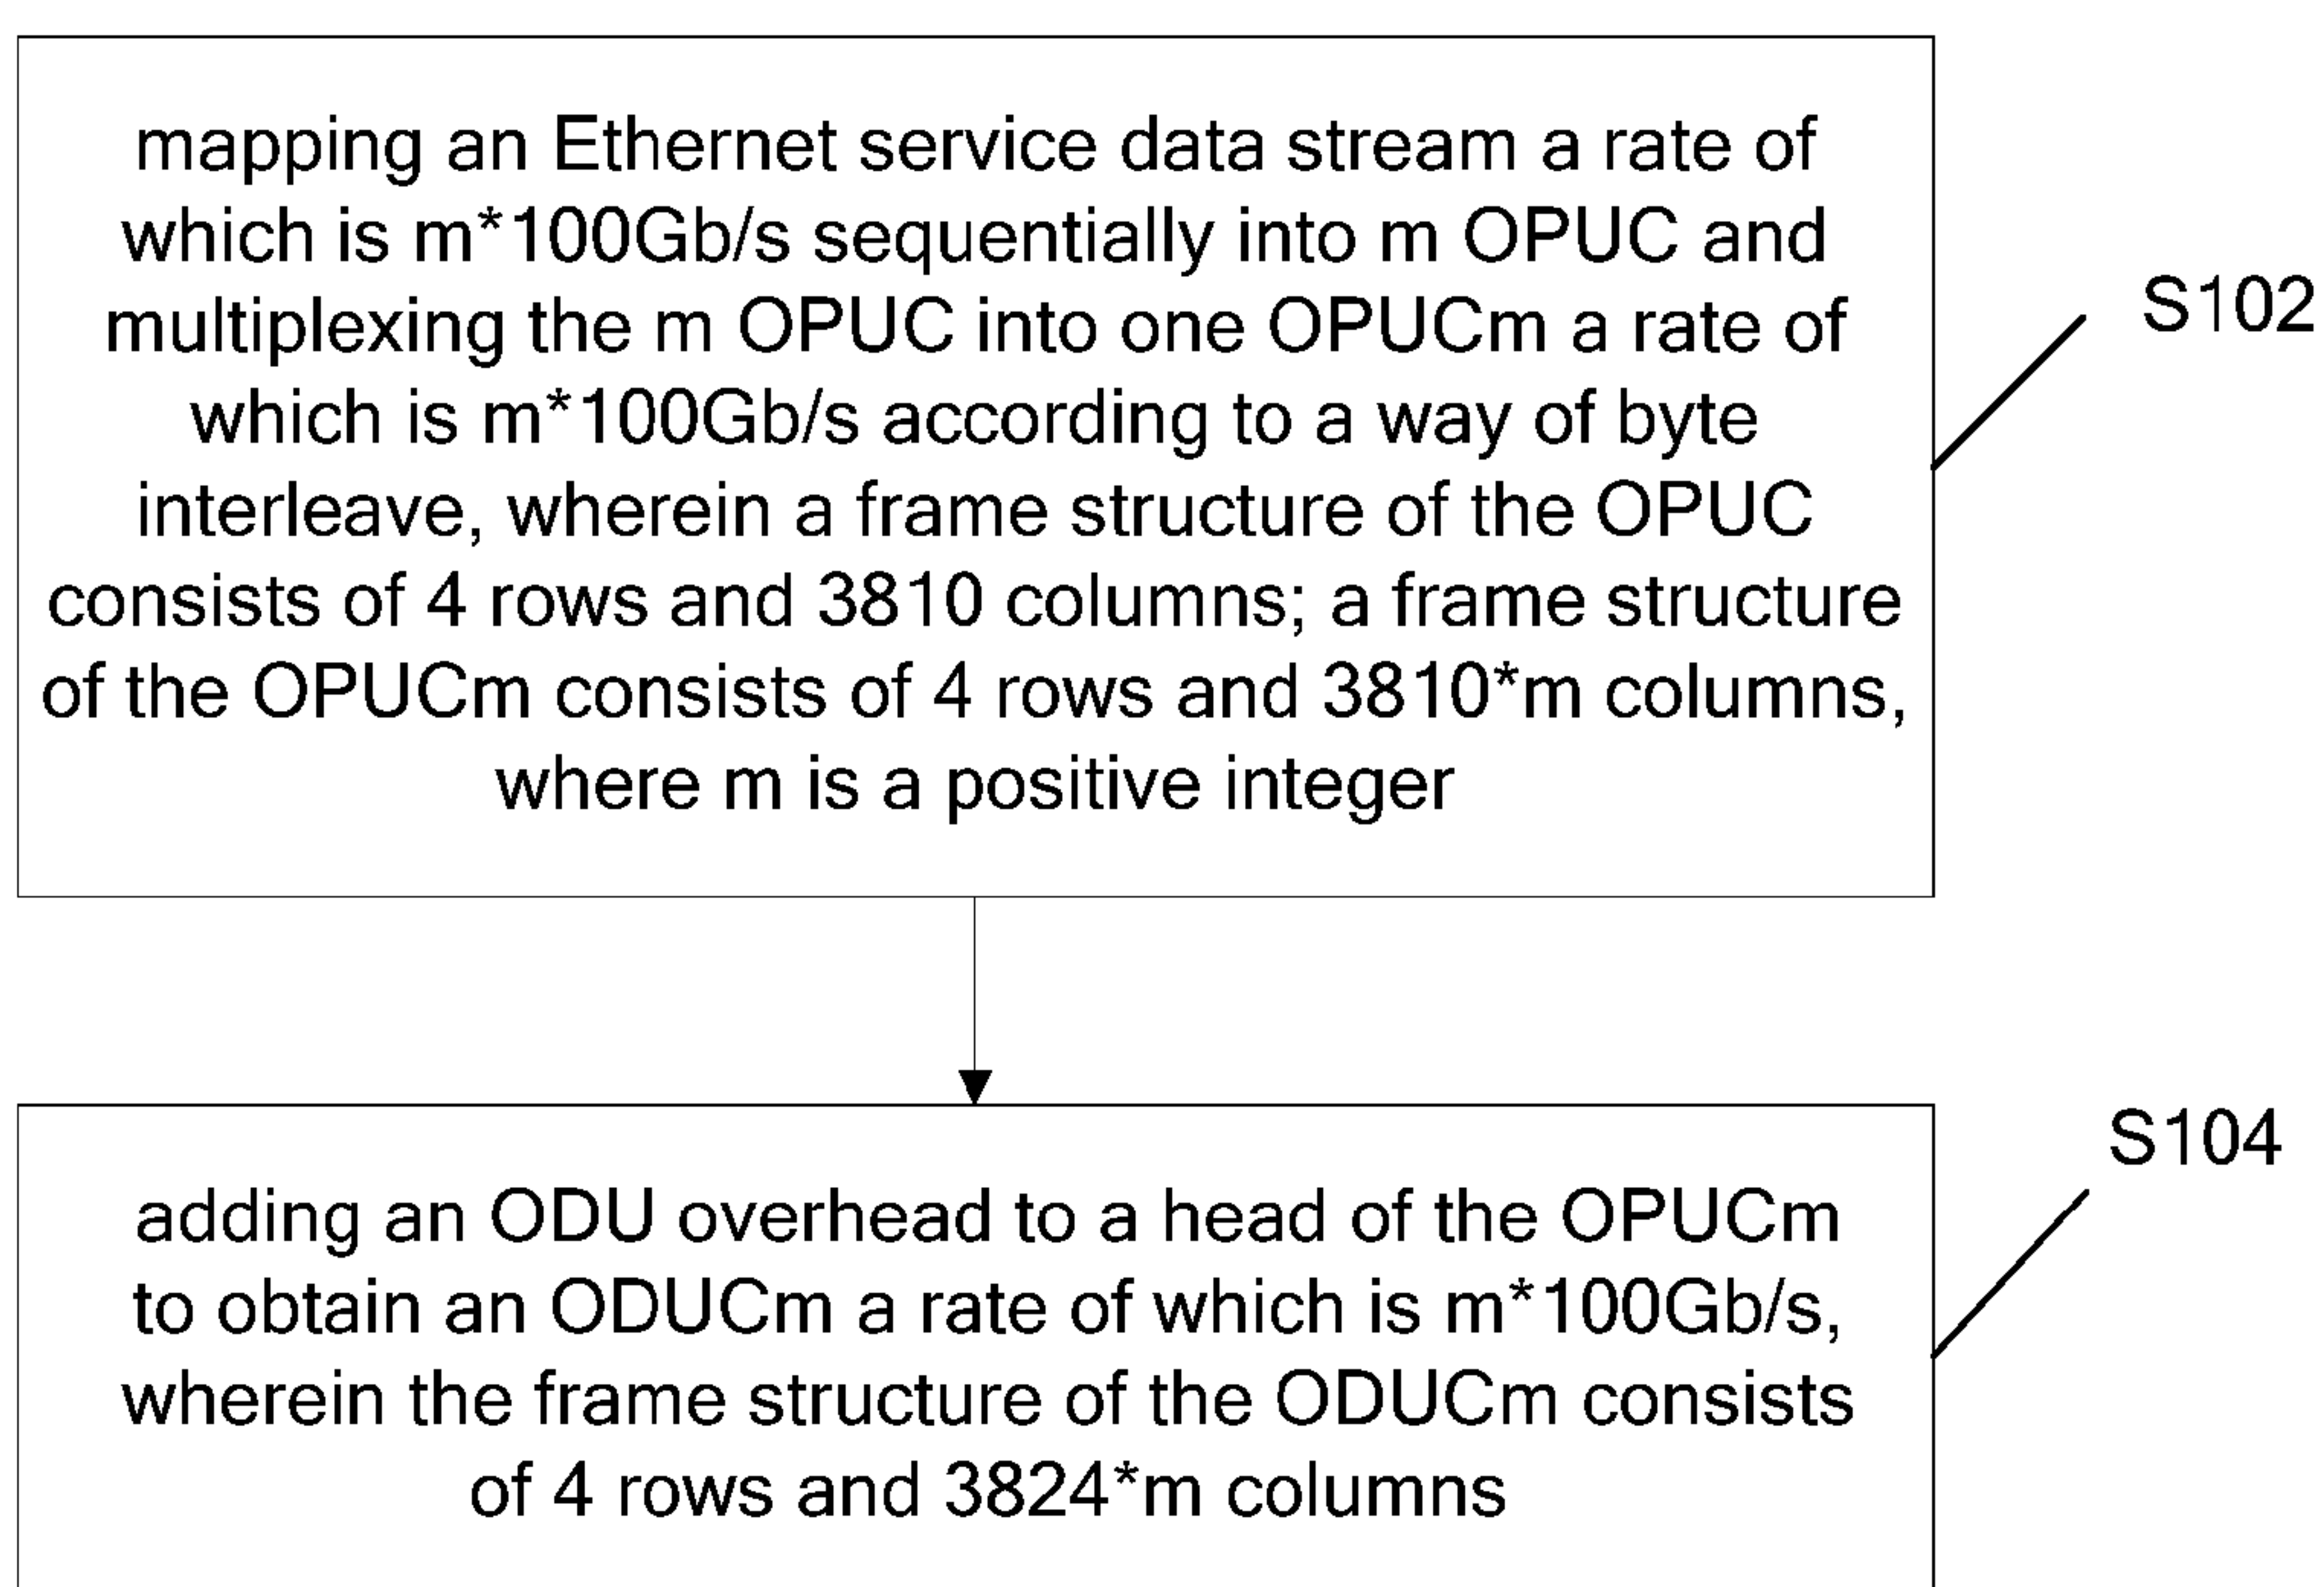 mapping an Ethernet service data stream a rate of
which is m*100Gb/s sequentially into m OPUC and
multiplexing the m OPUC into one OPUCm a rate of
which is m*100Gb/s according to a way of byte
interleave, wherein a frame structure of the OPUC
consists of 4 rows and 3810 columns; a frame structure
of the OPUCm consists of 4 rows and 3810*m columns,
where m is a positive integer
S102
S104
adding an ODU overhead to a head of the OPUCm
to obtain an ODUCm a rate of which is m*100Gb/s,
wherein the frame structure of the ODUCm consists
of 4 rows and 3824*m columns